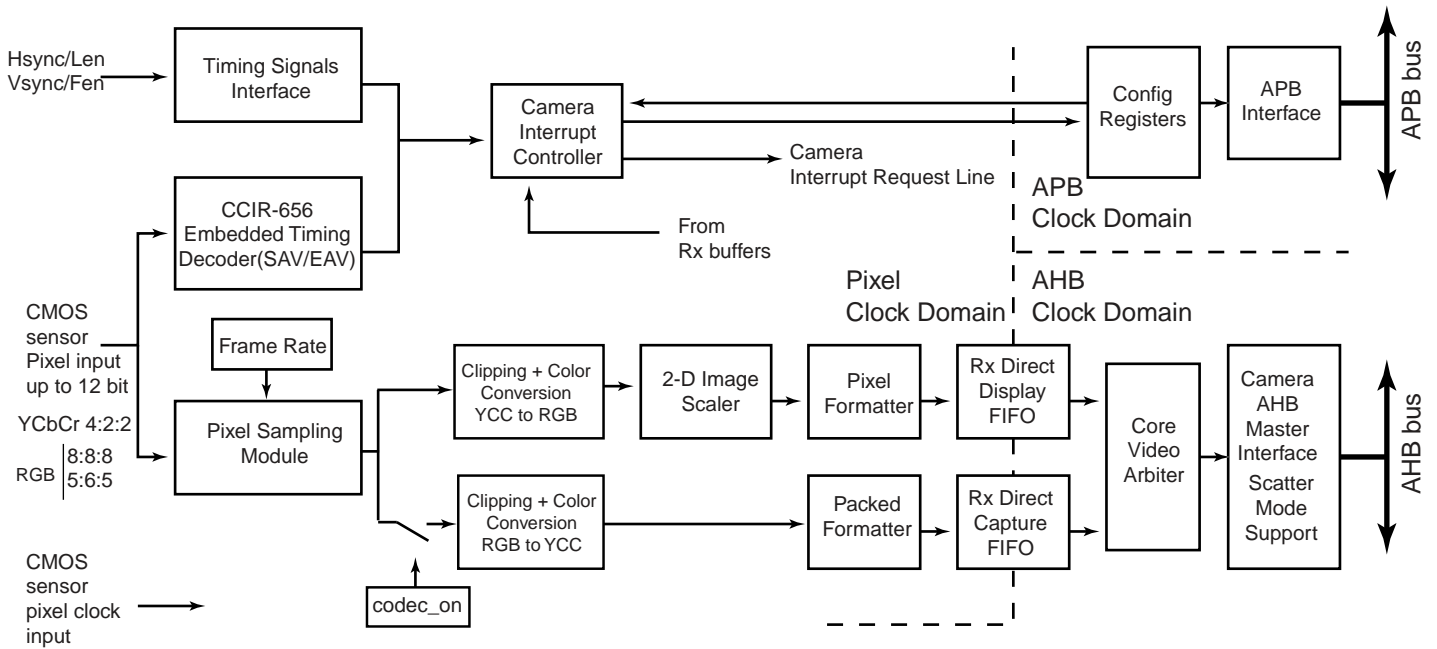 Hsync/Len
Vsync/Fen
Timing Signals
Interface
Camera
Interrupt
Controller
Config
Registers
APB
Interface
APB bus
Camera
Interrupt Request Line
APB
Clock Domain
CCIR-656
Embedded Timing
Decoder(SAV/EAV)
From
Rx buffers
Pixel
Clock Domain
AHB
Clock Domain
CMOS
sensor
Pixel input
up to 12 bit
YCbCr 4:2:2
RGB
8:8:8
5:6:5
Frame Rate
Pixel Sampling
Module
Clipping + Color
Conversion
YCC to RGB
2-D Image
Scaler
Pixel
Formatter
Rx Direct
Display
FIFO
Core
Video
Arbiter
Camera
AHB
Master
Interface
Scatter
Mode
Support
AHB bus
Clipping + Color
Conversion
RGB to YCC
Packed
Formatter
Rx Direct
Capture
FIFO
codec_on
CMOS
sensor
pixel clock
input